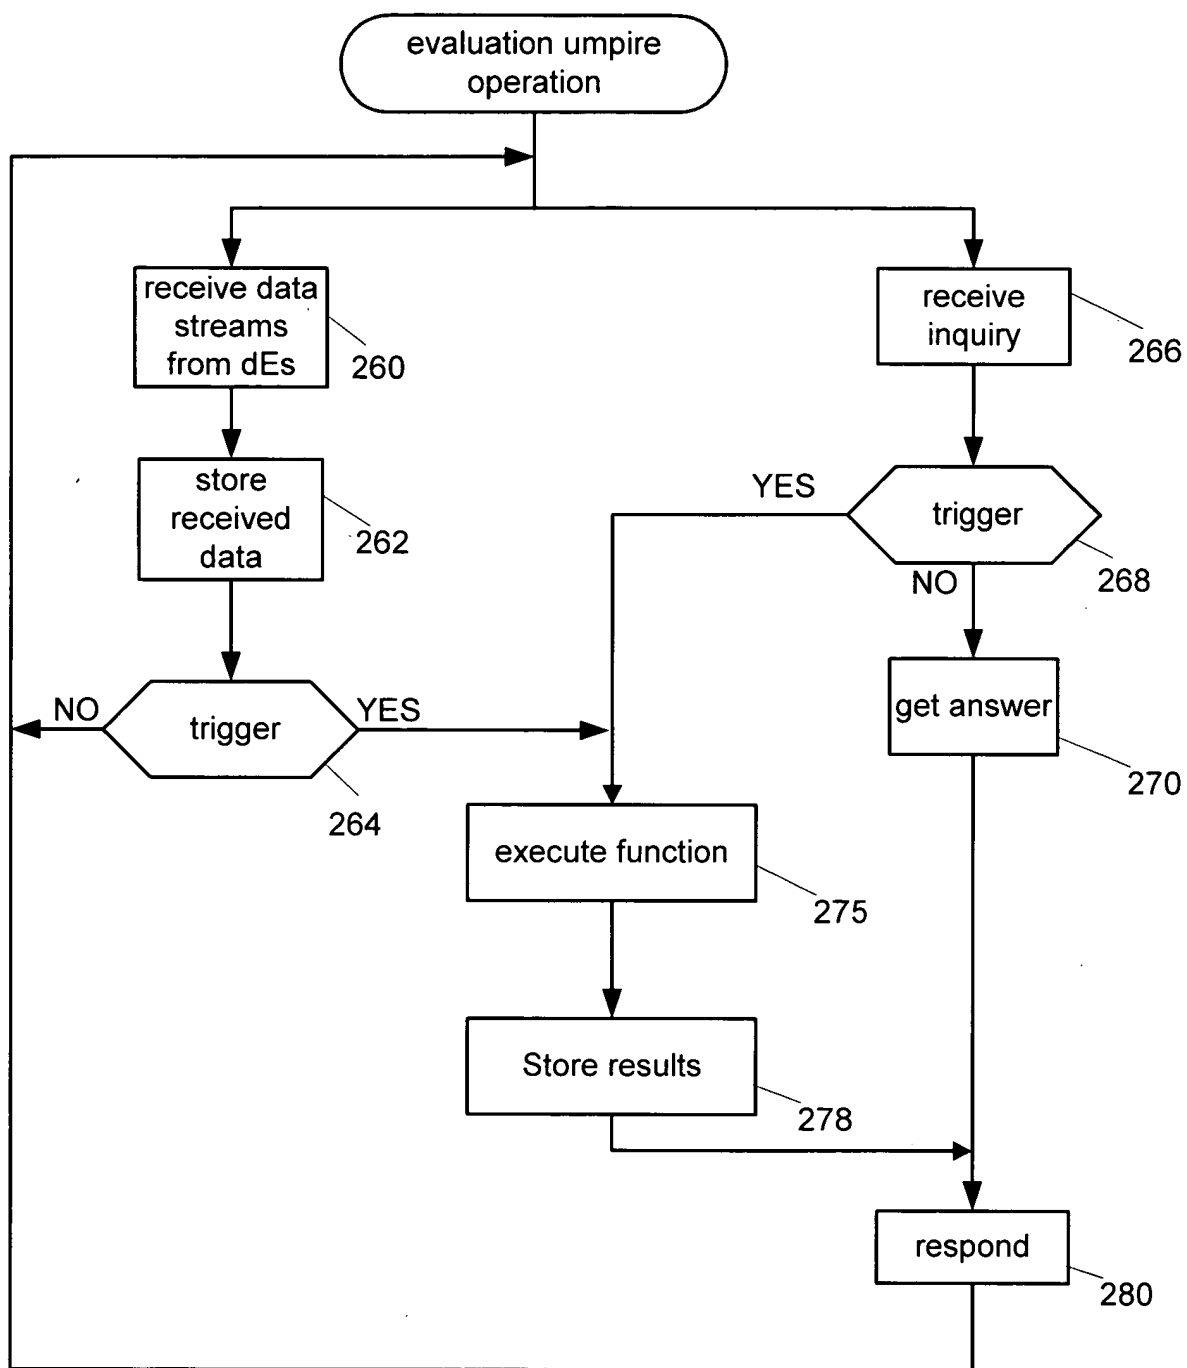 evaluation umpire
operation
receive data
streams
from dEs
260
receive
inquiry
266
store
received
data
262
YES
trigger
268
NO
NO
trigger
YES
264
get answer
270
execute function
275
Store results
278
respond
280